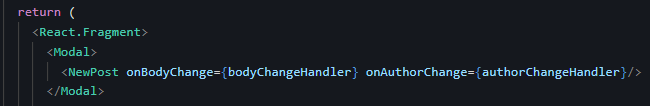 return (
<React.Fragment>
<Modal>
<NewPost onBodyChange={bodyChangeHandler} onAuthorChange={authorChangeHandler}/>
</Modal>